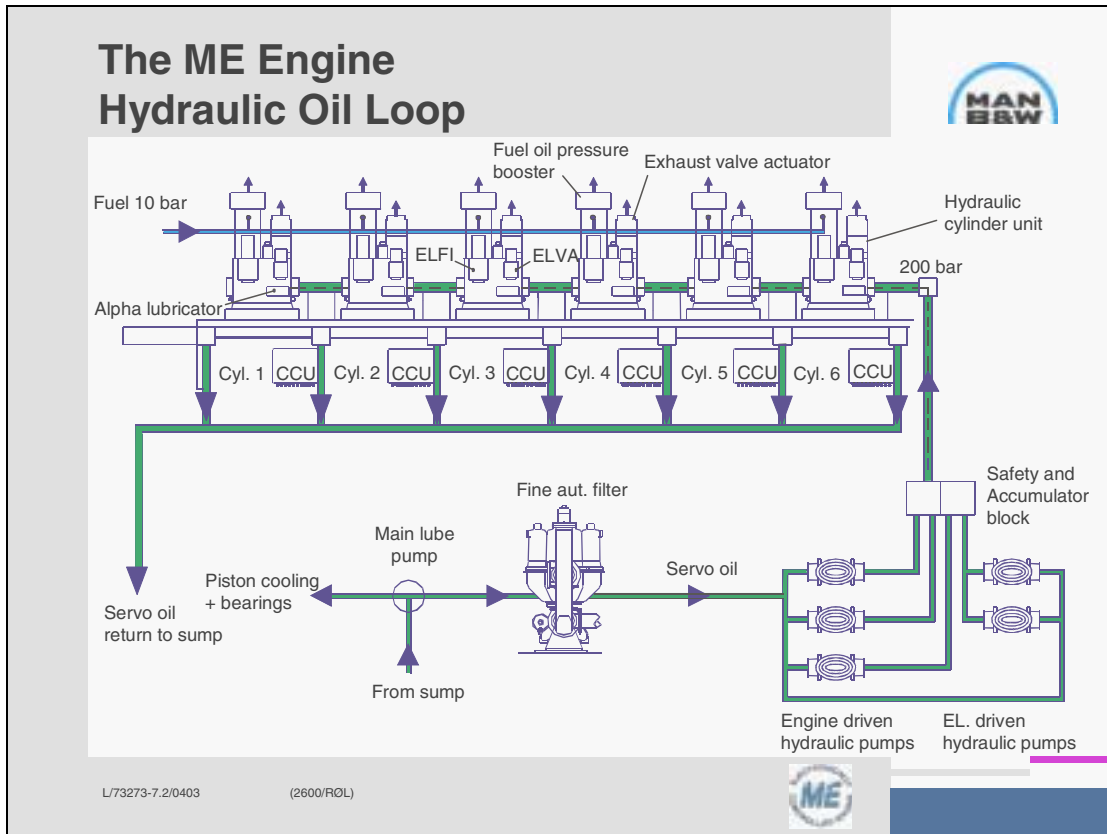 The ME Engine
Hydraulic Oil Loop
MAN
B&W
Fuel oil pressure
booster
Exhaust valve actuator
Fuel 10 bar
Hydraulic
cylinder unit
ELFI
ELVA
200 bar
Alpha lubricator
Cyl. 1
CCU
Cyl. 2
CCU
Cyl. 3
CCU
Cyl. 4
CCU
Cyl. 5
CCU
Cyl. 6
CCU
Safety and
Accumulator
block
Fine aut. filter
Main lube
pump
Servo oil
Piston cooling
+ bearings
Servo oil
return to sump
From sump
Engine driven
hydraulic pumps
EL. driven
hydraulic pumps
L/73273-7.2/0403
(2600/RØL)
ME